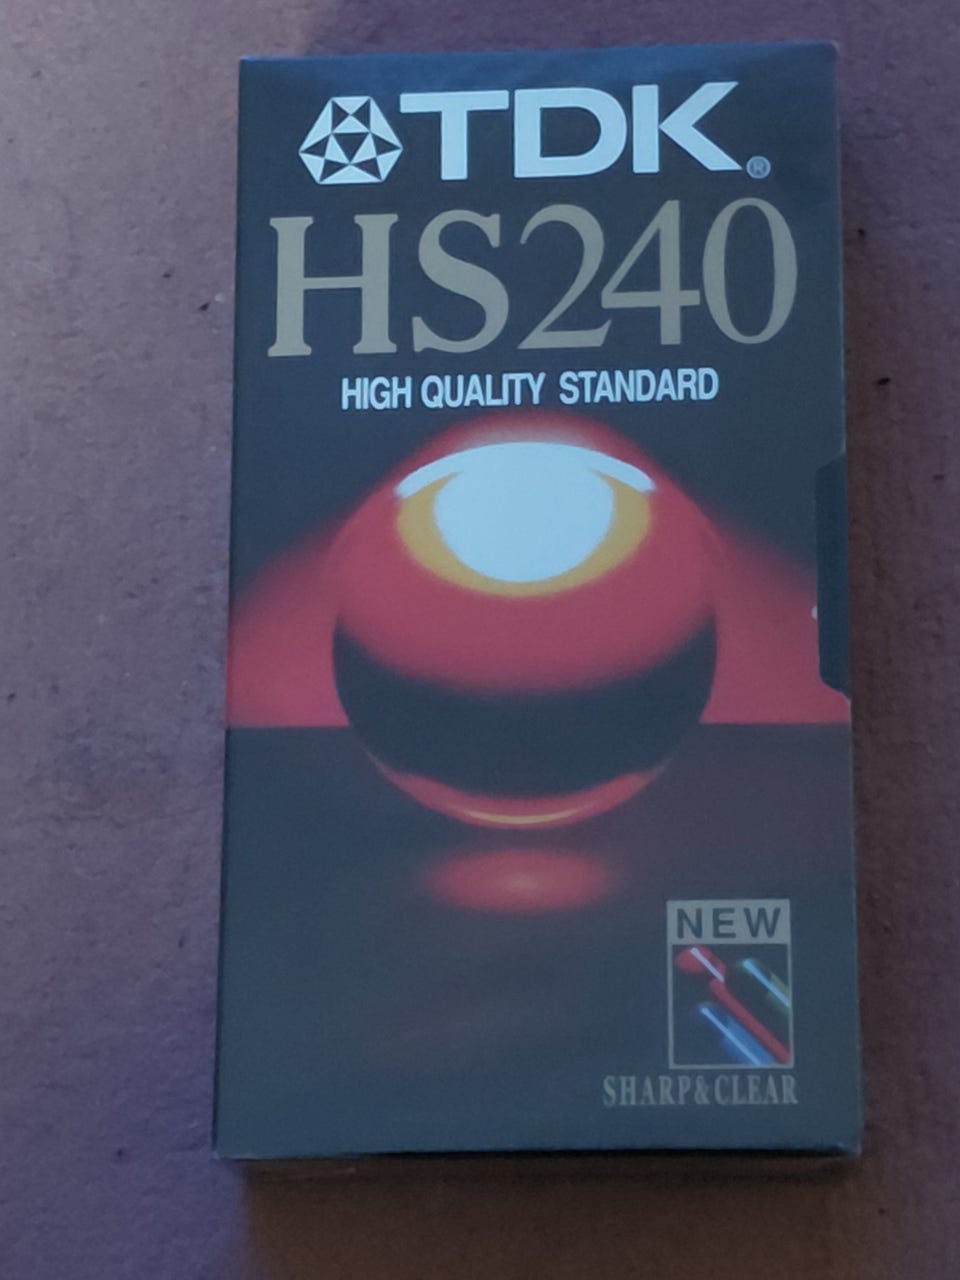 TDK®
HS240
HIGH QUALITY STANDARD
NEW
SHARP&CLEAR